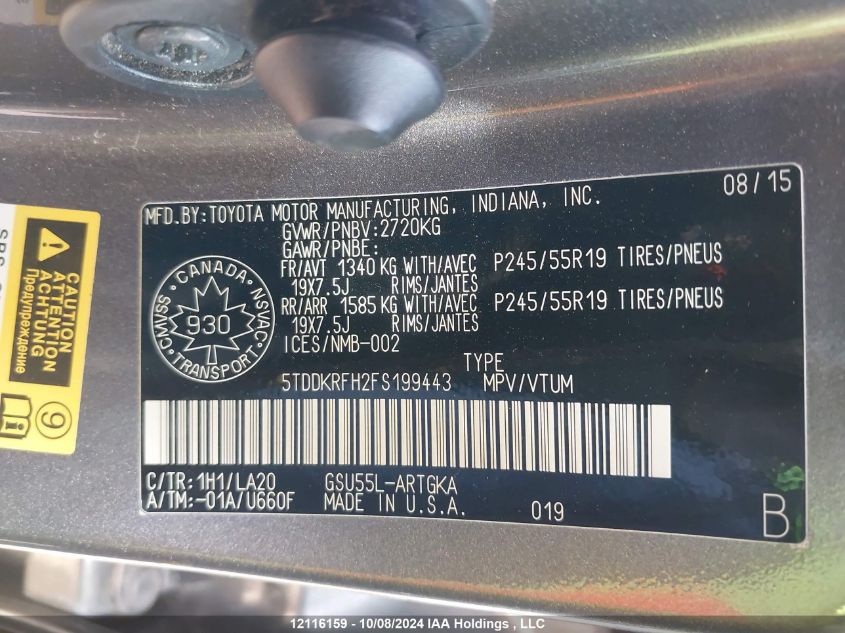 08/15
MFD.BY:TOYOTA MOTOR MANUFACTURING, INDIANA, INC.
GVWR/PNBV:2720KG
GAWR/PNBE:
FR/AVT 1340 KG WITH/AVEC P245/55R19 TIRES/PNEUS
19X7.5J RIMS/JANTES
RR/ARR 1585 KG WITH/AVEC P245/55R19 TIRES/PNEUS
19X7.5J RIMS/JANTES
ICES/NMB-002
CANADA
CMVSS NSVAC
930
TRANSPORT
TYPE
5TDDKRFH2FS199443 MPV/VTUM
C/TR:1H1/LA20 GSU55L-ARTGKA
A/TM:-01A/U660F MADE IN U.S.A. 019
B
CAUTION
ATTENTION
ACHTUNG
Предупреждение
9
i
SRS
12116159 - 10/08/2024 IAA Holdings , LLC